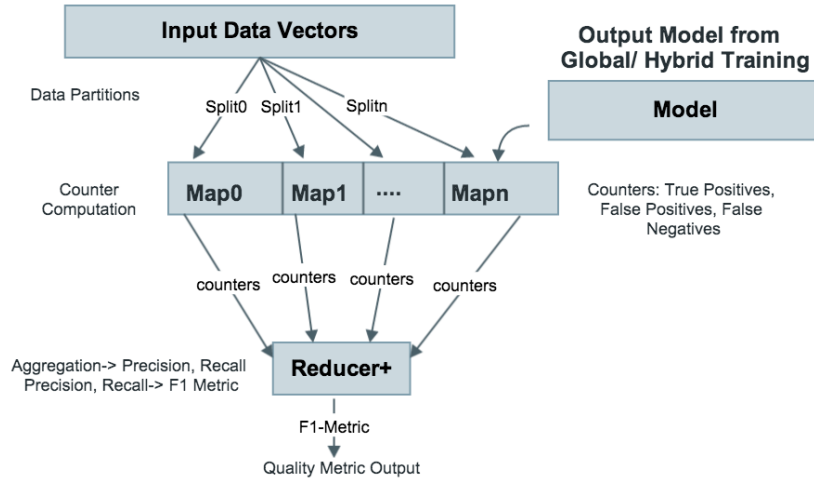 Input Data Vectors
Output Model from
Global/ Hybrid Training
Data Partitions
Split0
Split1
Splitn
Model
Counter
Computation
Map0
Map1
....
Mapn
Counters: True Positives,
False Positives, False
Negatives
counters
counters
counters
counters
Aggregation-> Precision, Recall
Precision, Recall-> F1 Metric
Reducer+
F1-Metric
Quality Metric Output